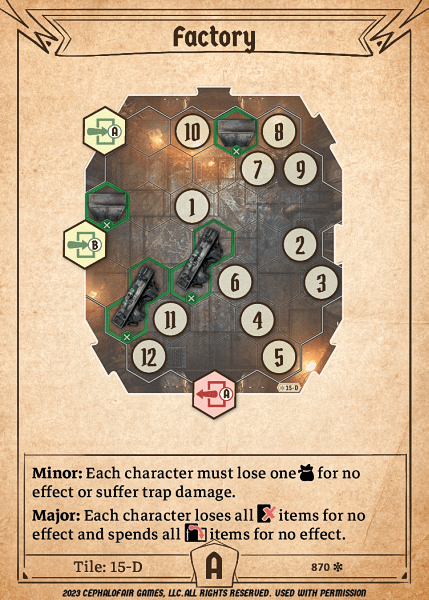 Factory
A
10
8
7
9
1
B
2
6
3
11
4
12
5
15-D
A
Minor: Each character must lose one for no
effect or suffer trap damage.
Major: Each character loses all items for no
effect and spends all items for no effect.
Tile: 15-D
A
870
2023 CEPHALOFAIR GAMES, LLC. ALL RIGHTS RESERVED. USED WITH PERMISSION